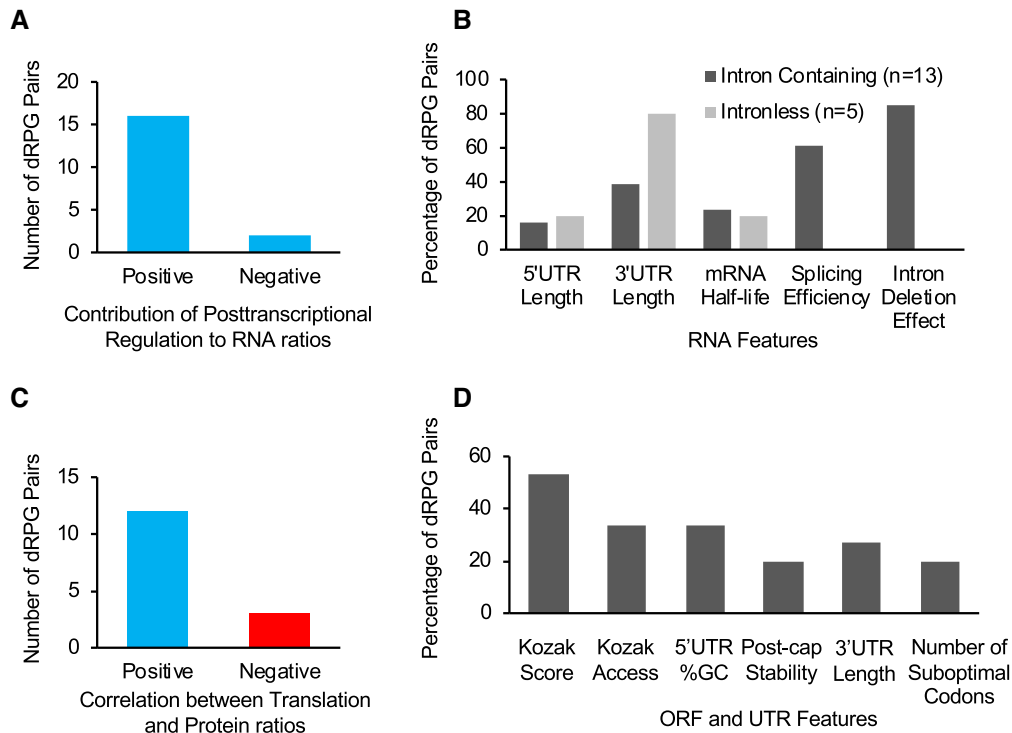 A
Number of dRPG Pairs
20
15
10
5
0
Positive Negative
Contribution of Posttranscriptional
Regulation to RNA ratios
B
Percentage of dRPG Pairs
100
80
60
40
20
0
Intron Containing (n=13)
Intronless (n=5)
5'UTR
Length
3'UTR
Length
mRNA
Half-life
Splicing
Efficiency
Intron
Deletion
Effect
RNA Features
C
Number of dRPG Pairs
15
10
5
0
Positive Negative
Correlation between Translation
and Protein ratios
D
Percentage of dRPG Pairs
60
40
20
0
Kozak
Score
Kozak
Access
5’UTR
%GC
Post-cap
Stability
3’UTR
Length
Number of
Suboptimal
Codons
ORF and UTR Features